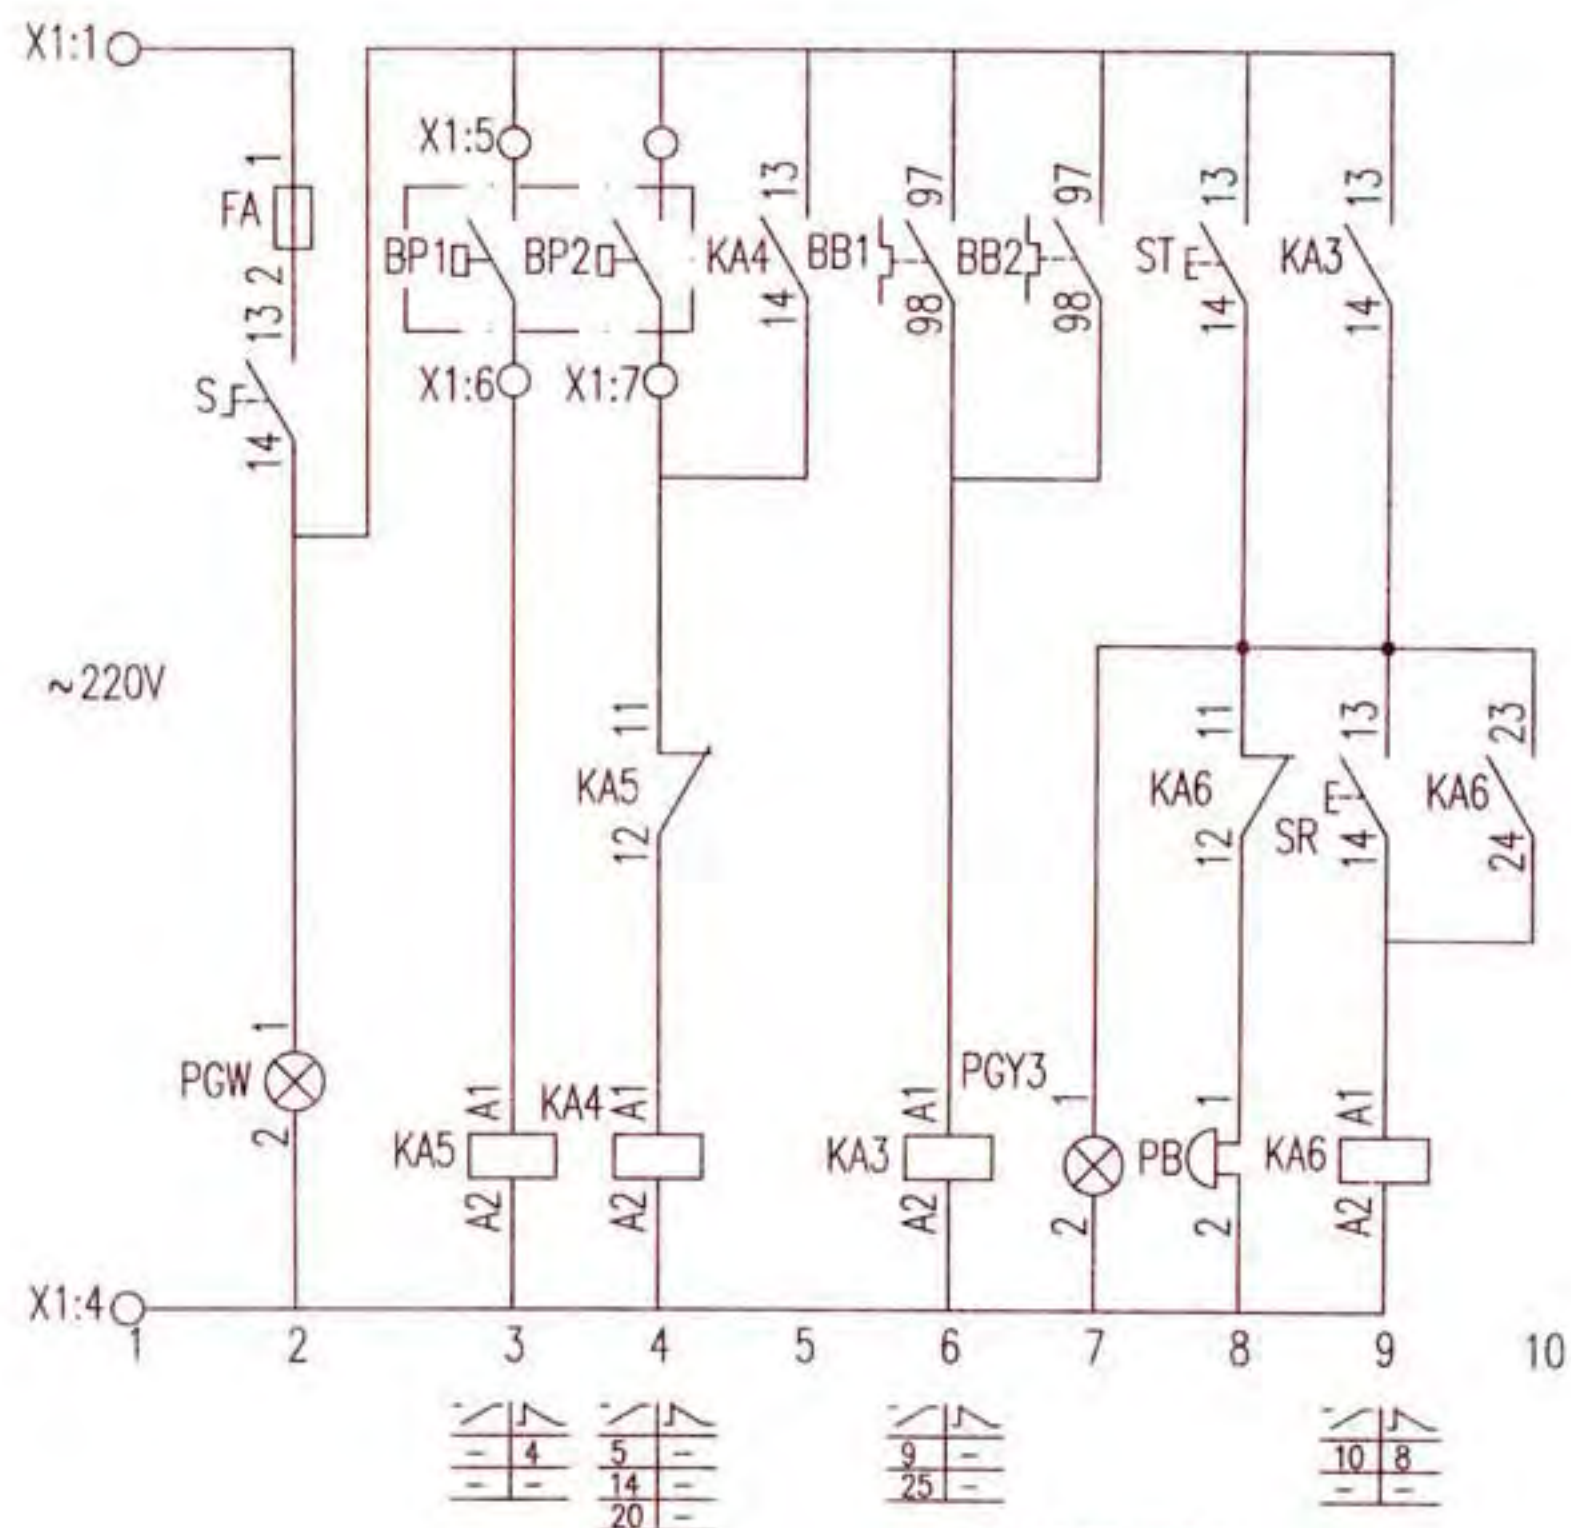 X1:1
X1:5
1
FA
2
13
S
14
BP1
BP2
X1:6
X1:7
13
KA4
14
97
BB1
98
97
BB2
98
13
ST
14
13
KA3
14
~220V
11
KA5
12
11
KA6
12
13
SR
14
23
KA6
24
1
PGW
2
A1
KA5
A2
KA4
A1
A2
A1
KA3
A2
PGY3
1
2
1
PB
2
A1
KA6
A2
X1:4
1 2 3 4 5 6 7 8 9 10
- 4
- -
5 -
14 -
20 -
9 -
25 -
10 8
- -